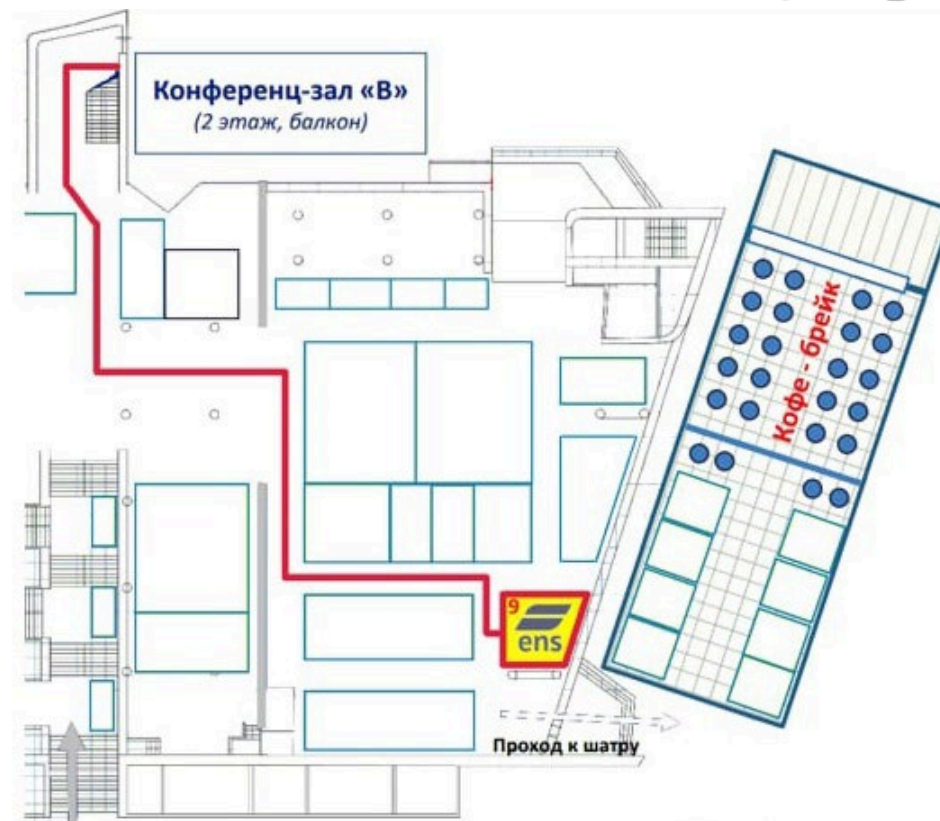 Конференц-зал «В»
(2 этаж, балкон)
Кофе - брейк
9
ens
Проход к шатру